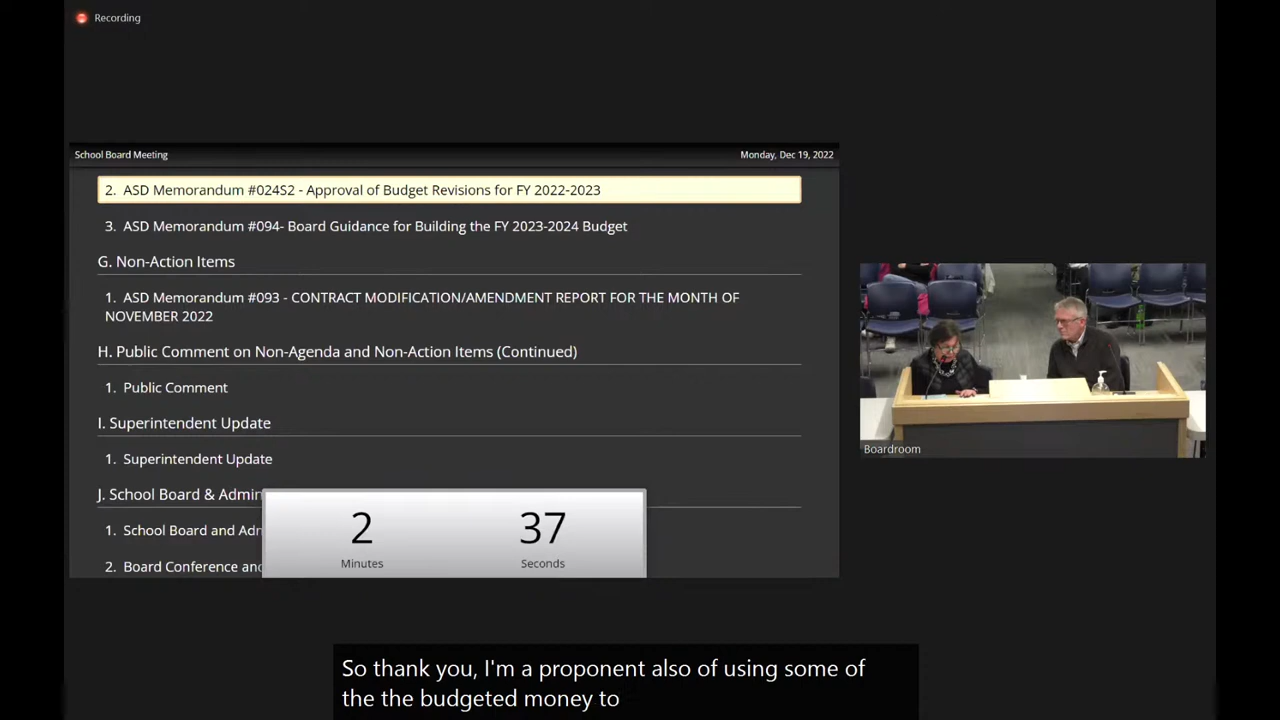 Recording
School Board Meeting
Monday, Dec 19, 2022
2. ASD Memorandum #024S2 - Approval of Budget Revisions for FY 2022-2023
3. ASD Memorandum #094- Board Guidance for Building the FY 2023-2024 Budget
G. Non-Action Items
1. ASD Memorandum #093 - CONTRACT MODIFICATION/AMENDMENT REPORT FOR THE MONTH OF
NOVEMBER 2022
H. Public Comment on Non-Agenda and Non-Action Items (Continued)
1. Public Comment
I. Superintendent Update
1. Superintendent Update
J. School Board & Admin
1. School Board and Adn
2. Board Conference and
2 37
Minutes Seconds
Boardroom
So thank you, I'm a proponent also of using some of
the the budgeted money to